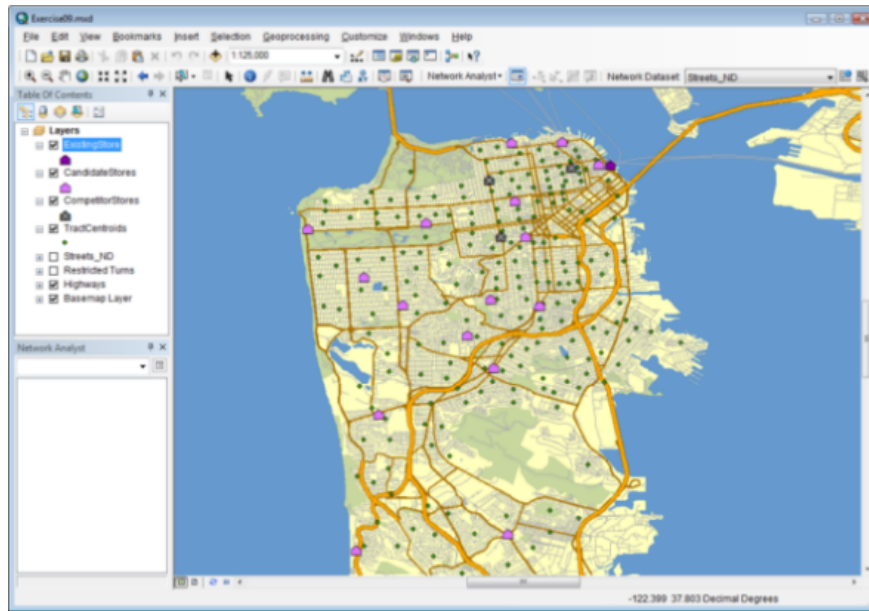 Exercise09.mxd
File Edit View Bookmarks Insert Selection Geoprocessing Customize Windows Help
1:125,000
Network Analyst Network Dataset: Streets_ND
Table Of Contents
Layers
ExistingStore
CandidateStores
CompetitorStores
TractCentroids
Streets_ND
Restricted Turns
Highways
Basemap Layer
Network Analyst
-122.399 37.803 Decimal Degrees